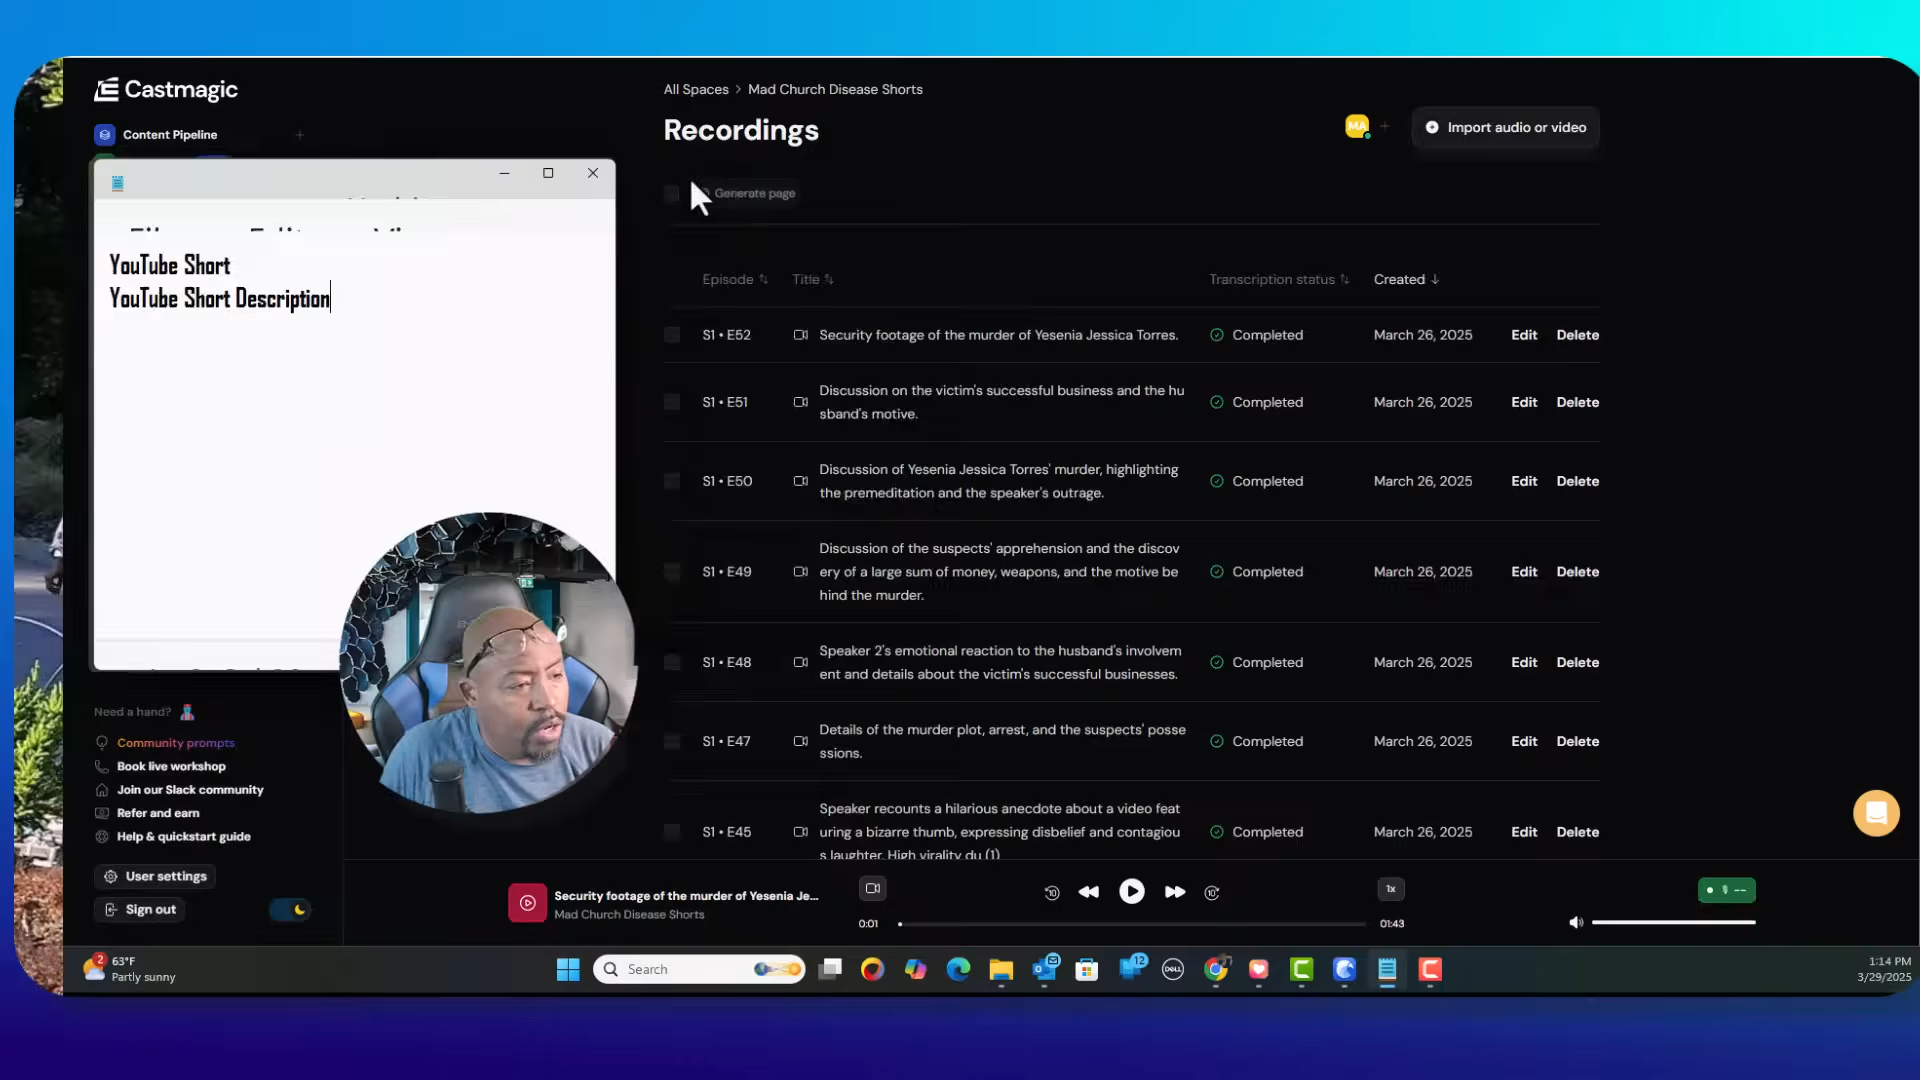 Castmagic
Content Pipeline
YouTube Short
YouTube Short Description
Need a hand?
Community prompts
Book live workshop
Join our Slack community
Refer and earn
Help & quickstart guide
User settings
Sign out
All Spaces > Mad Church Disease Shorts
Recordings
MA
Import audio or video
Generate page
Episode Title Transcription status Created
S1 • E52 Security footage of the murder of Yesenia Jessica Torres. Completed March 26, 2025 Edit Delete
S1 • E51 Discussion on the victim's successful business and the hu
sband's motive. Completed March 26, 2025 Edit Delete
S1 • E50 Discussion of Yesenia Jessica Torres' murder, highlighting
the premeditation and the speaker's outrage. Completed March 26, 2025 Edit Delete
S1 • E49 Discussion of the suspects' apprehension and the discov
ery of a large sum of money, weapons, and the motive be
hind the murder. Completed March 26, 2025 Edit Delete
S1 • E48 Speaker 2's emotional reaction to the husband's involvem
ent and details about the victim's successful businesses. Completed March 26, 2025 Edit Delete
S1 • E47 Details of the murder plot, arrest, and the suspects' posse
ssions. Completed March 26, 2025 Edit Delete
S1 • E45 Speaker recounts a hilarious anecdote about a video feat
uring a bizarre thumb, expressing disbelief and contagiou
s laughter. High virality du (1) Completed March 26, 2025 Edit Delete
Security footage of the murder of Yesenia Je...
Mad Church Disease Shorts
10
10
1x
--
0:01
01:43
2
63°F
Partly sunny
Search
12
DELL
1:14 PM
3/29/2025